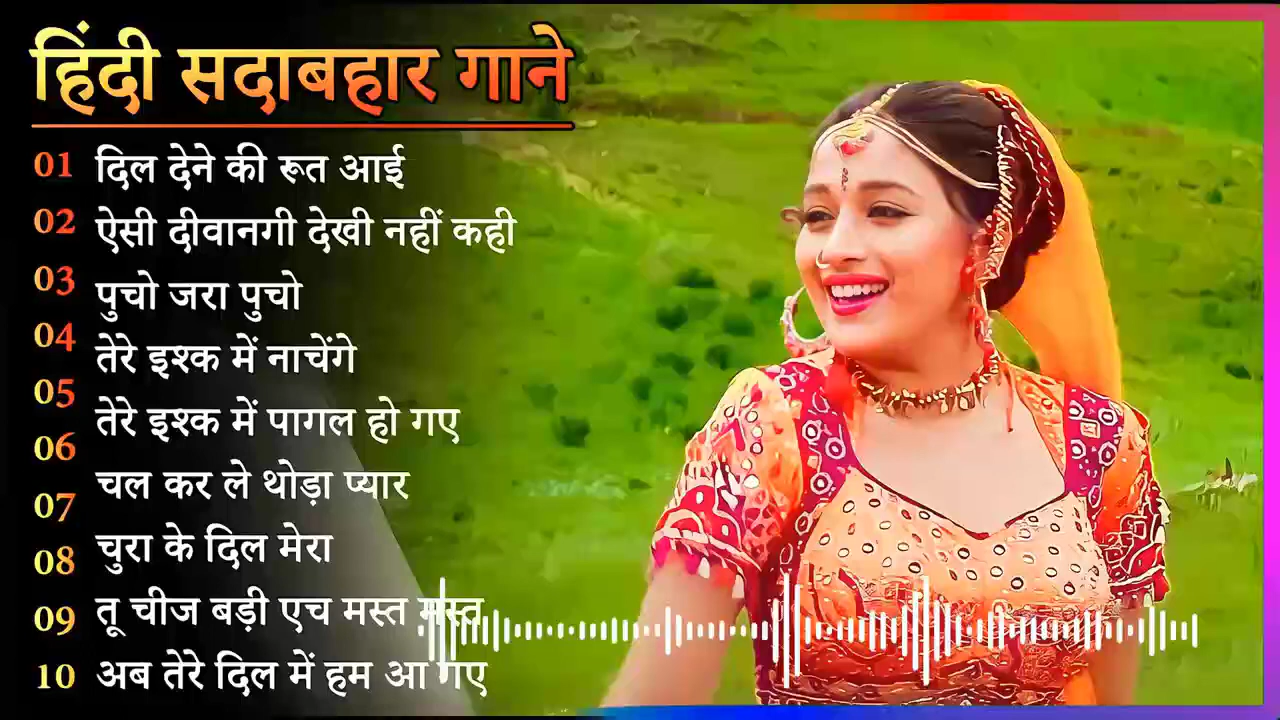 हिंदी सदाबहार गाने
01 दिल देने की रूत आई
02 ऐसी दीवानगी देखी नहीं कही
03 पुचो जरा पुचो
04 तेरे इश्क में नाचेंगे
05 तेरे इश्क में पागल हो गए
06 चल कर ले थोड़ा प्यार
07 चुरा के दिल मेरा
08 तू चीज बड़ी एच मस्त मस्त
09 अब तेरे दिल में हम आ गए
10